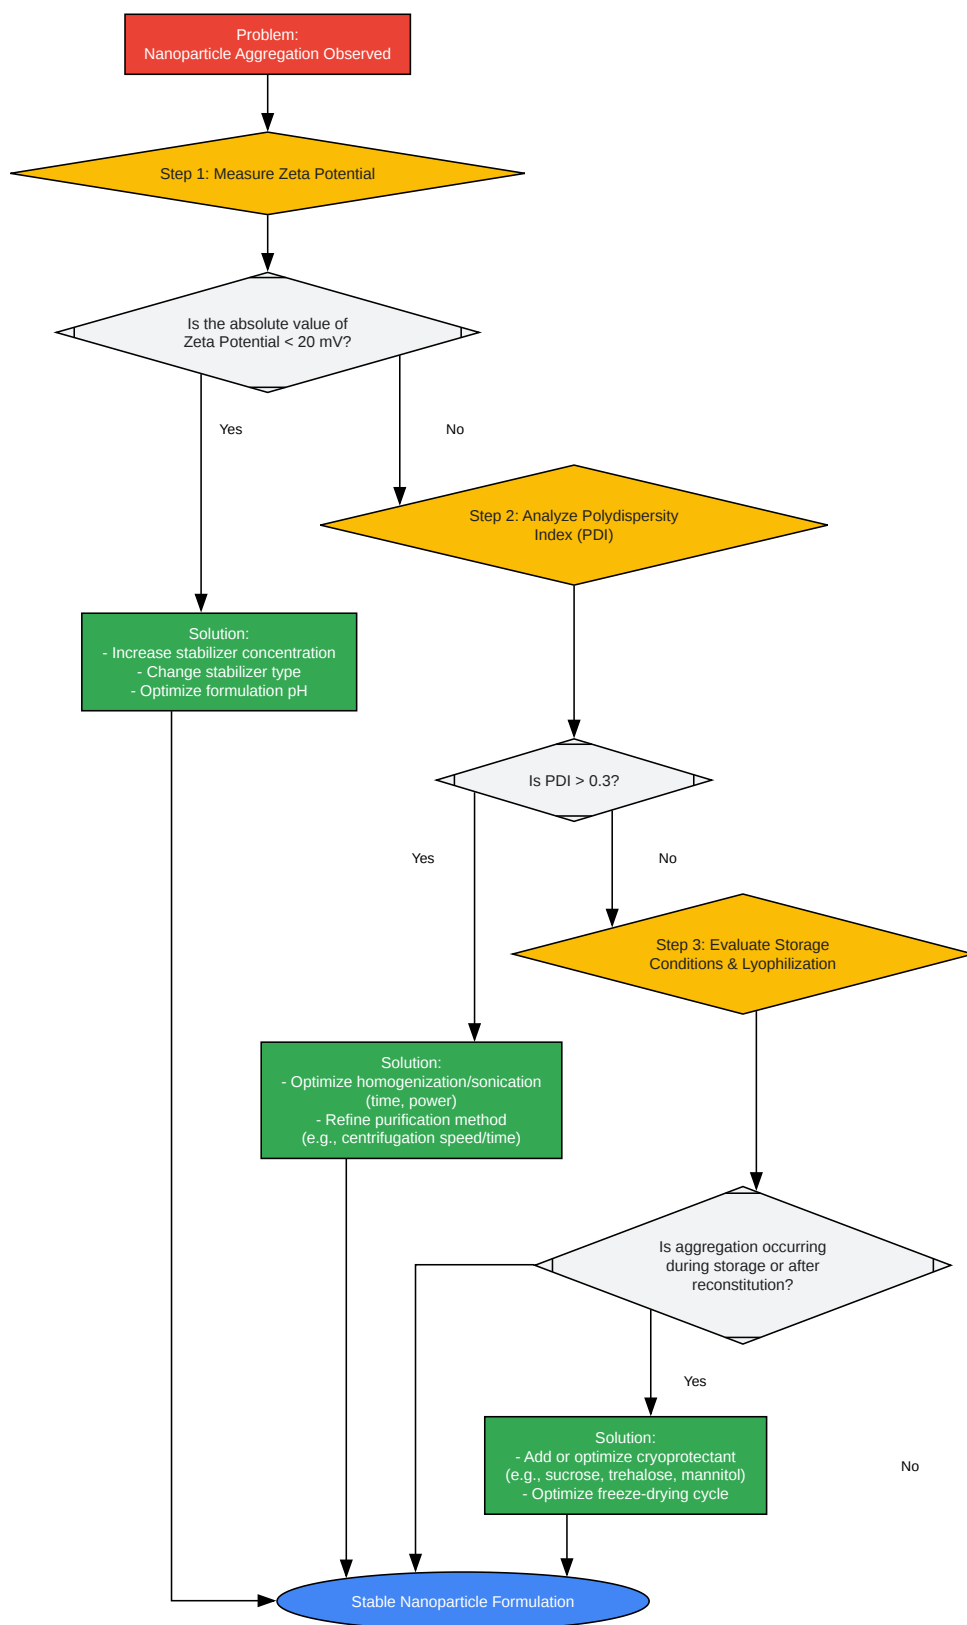 Problem:
Nanoparticle Aggregation Observed
Step 1: Measure Zeta Potential
Is the absolute value of
Zeta Potential < 20 mV?
Yes
No
Step 2: Analyze Polydispersity
Index (PDI)
Solution:
- Increase stabilizer concentration
- Change stabilizer type
- Optimize formulation pH
Is PDI > 0.3?
Yes
No
Step 3: Evaluate Storage
Conditions & Lyophilization
Solution:
- Optimize homogenization/sonication
(time, power)
- Refine purification method
(e.g., centrifugation speed/time)
Is aggregation occurring
during storage or after
reconstitution?
Yes
Solution:
- Add or optimize cryoprotectant
(e.g., sucrose, trehalose, mannitol)
- Optimize freeze-drying cycle
No
Stable Nanoparticle Formulation